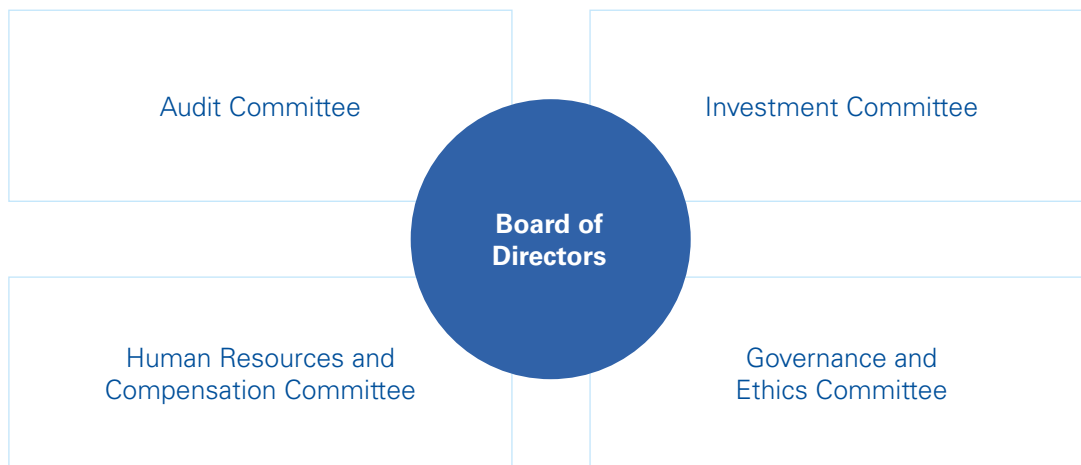 Audit Committee
Investment Committee
Board of
Directors
Human Resources and
Compensation Committee
Governance and
Ethics Committee